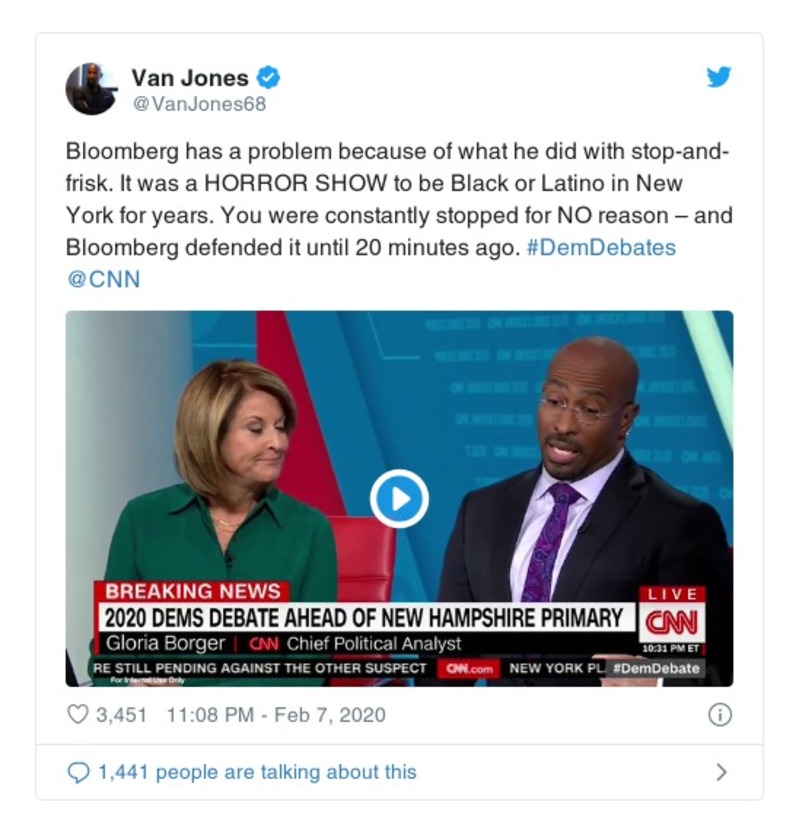 Van Jones
@VanJones68
Bloomberg has a problem because of what he did with stop-and-
frisk. It was a HORROR SHOW to be Black or Latino in New
York for years. You were constantly stopped for NO reason – and
Bloomberg defended it until 20 minutes ago. #DemDebates
@CNN
BREAKING NEWS
LIVE
2020 DEMS DEBATE AHEAD OF NEW HAMPSHIRE PRIMARY
CNN
Gloria Borger | CNN Chief Political Analyst
10:31 PM ET
RE STILL PENDING AGAINST THE OTHER SUSPECT CNN.com NEW YORK PL #DemDebate
For Internet Use Only
3,451 11:08 PM - Feb 7, 2020
1,441 people are talking about this